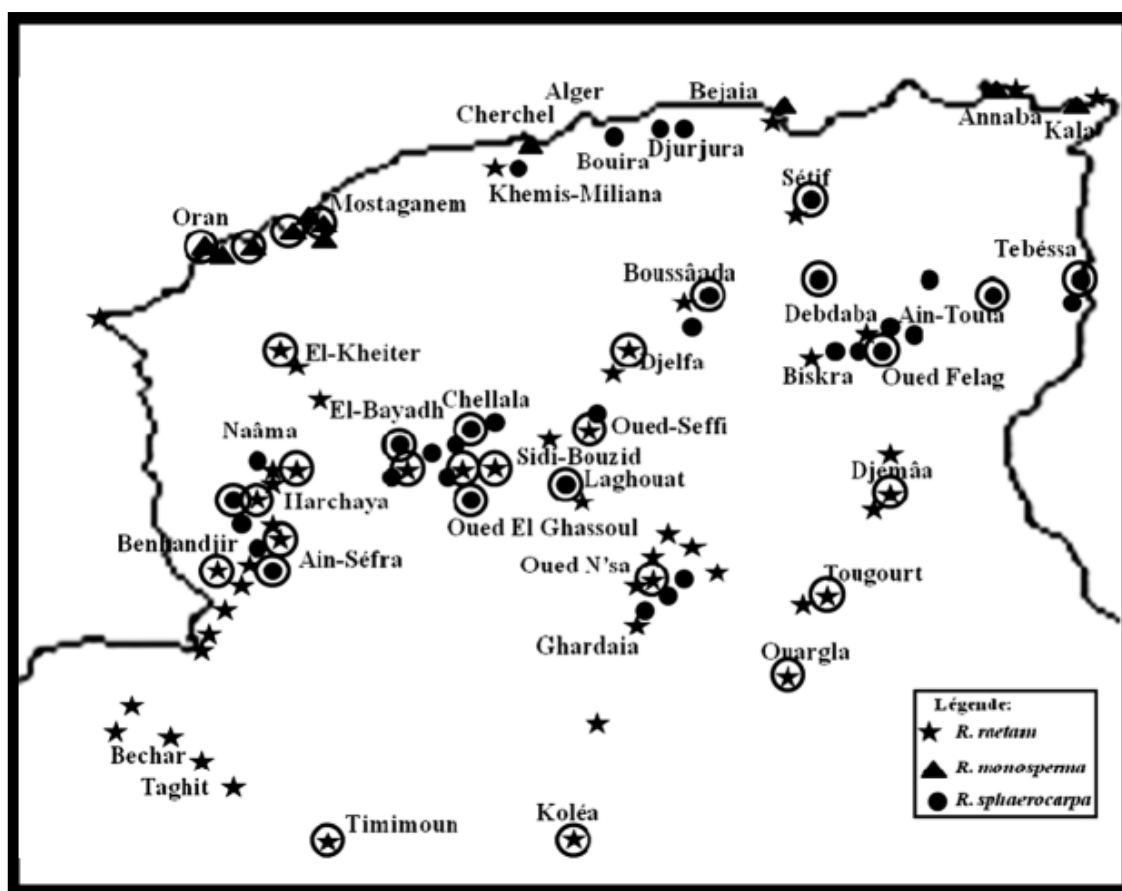 Alger
Bejaia
Cherchel
Annaba
Kala
Bouira
Djurjura
Khemis-Miliana
Sétif
Mostaganem
Oran
Tebéssa
Boussâada
Debdaba
Ain-Touta
El-Kheiter
Djelfa
Biskra
Oued Felag
El-Bayadh
Chellala
Naâma
Oued-Seffi
Sidi-Bouzid
Laghouat
Djemâa
Harchaya
Oued El Ghassoul
Benhandjir
Ain-Séfra
Oued N'sa
Tougourt
Ghardaia
Ouargla
Légende:
R. raetam
R. monosperma
R. sphaerocarpa
Bechar
Taghit
Timimoun
Koléa